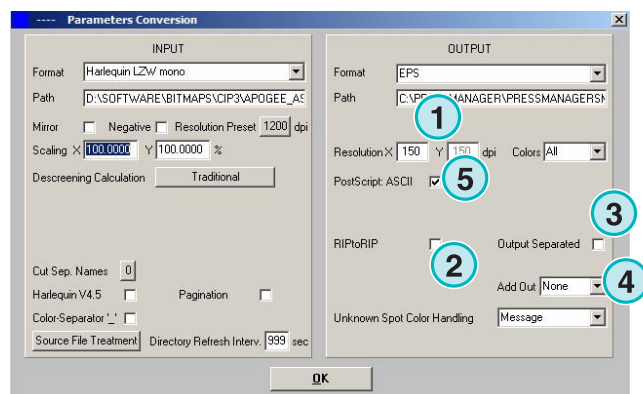 ---- Parameters Conversion
INPUT
Format Harlequin LZW mono
Path D:\SOFTWARE\BITMAPS\CIP3\APOGEE_AS
Mirror Negative Resolution Preset 1200 dpi
Scaling X 100.0000 Y 100.0000 %
Descreening Calculation Traditional
Cut Sep. Names 0
Harlequin V4.5 Pagination
Color-Separator '_'
Source File Treatment Directory Refresh Interv. 999 sec
OUTPUT
Format EPS
Path C:\PRESSMANAGER\PRESSMANAGERSM
1
Resolution X 150 Y 150 dpi Colors All
PostScript: ASCII 5
3
RIPtoRIP Output Separated
2
Add Out None 4
Unknown Spot Color Handling Message
OK